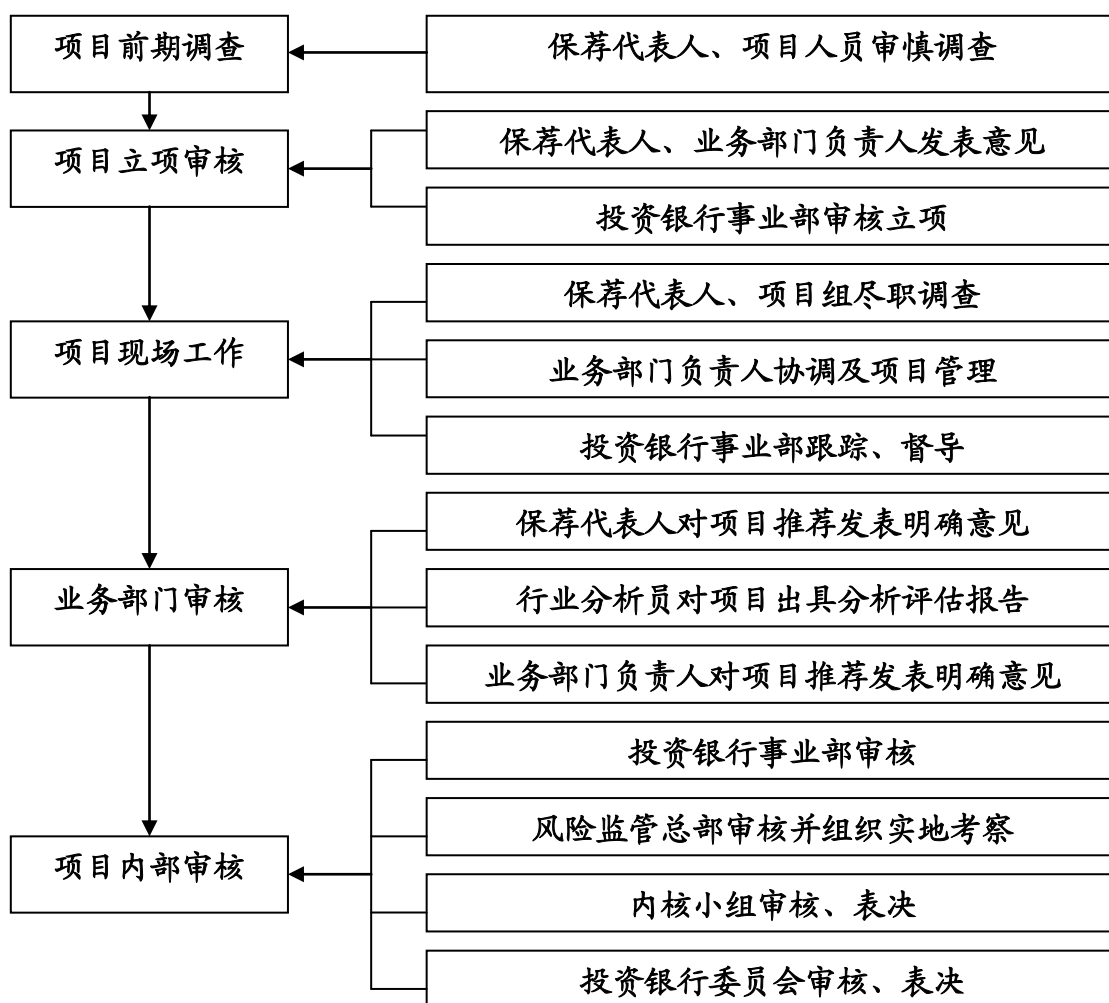 项目前期调查
保荐代表人、项目人员审慎调查
项目立项审核
保荐代表人、业务部门负责人发表意见
投资银行事业部审核立项
项目现场工作
保荐代表人、项目组尽职调查
业务部门负责人协调及项目管理
投资银行事业部跟踪、督导
业务部门审核
保荐代表人对项目推荐发表明确意见
行业分析员对项目出具分析评估报告
业务部门负责人对项目推荐发表明确意见
项目内部审核
投资银行事业部审核
风险监管总部审核并组织实地考察
内核小组审核、表决
投资银行委员会审核、表决